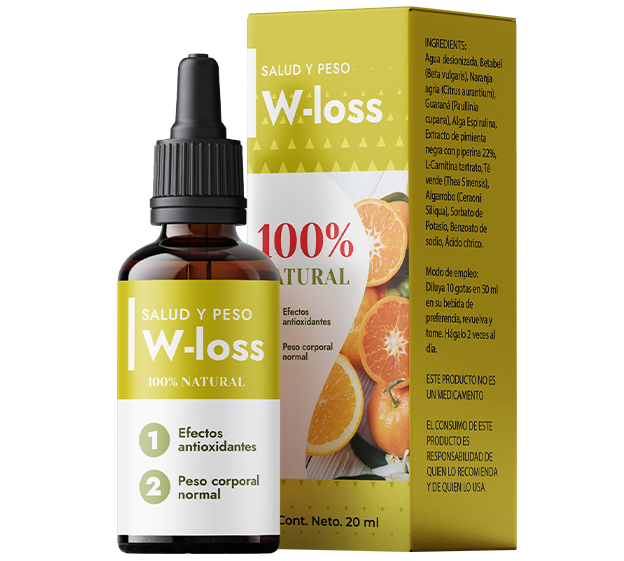 SALUD Y PESO
W-loss
100% NATURAL
1 Efectos
antioxidantes
2 Peso corporal
normal
SALUD Y PESO
W-loss
100%
ATURAL
Efectos
antioxidantes
Peso corporal
normal
Cont. Neto. 20 ml
INGREDIENTS:
Agua desionizada, Betabel
(Beta vulgaris), Naranja
agria (Citrus aurantium),
Guaraná (Paullinia
cupana), Alga Espirulina,
Extracto de pimienta
negra con piperina 22%,
L-Carnitina tartrato, Té
verde (Thea Sinensis),
Algarrobo (Ceraoni
Siliqua), Sorbato de
Potasio, Benzoato de
sodio, Ácido cítrico.
Modo de empleo:
Diluya 10 gotas en 50 ml
en su bebida de
preferencia, revuelva y
tome. Hágalo 2 veces al
día.
ESTE PRODUCTO NO ES
UN MEDICAMENTO
EL CONSUMO DE ESTE
PRODUCTO ES
RESPONSABILIDAD DE
QUIEN LO RECOMIENDA
Y DE QUIEN LO USA